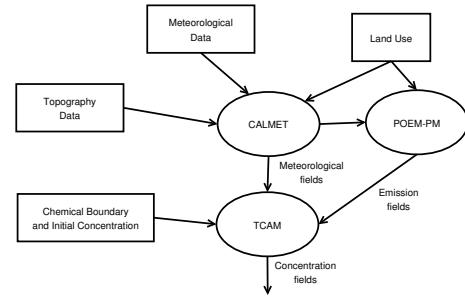 Meteorological
Data
Land Use
Topography
Data
CALMET
POEM-PM
Meteorological
fields
Emission
fields
Chemical Boundary
and Initial Concentration
TCAM
Concentration
fields